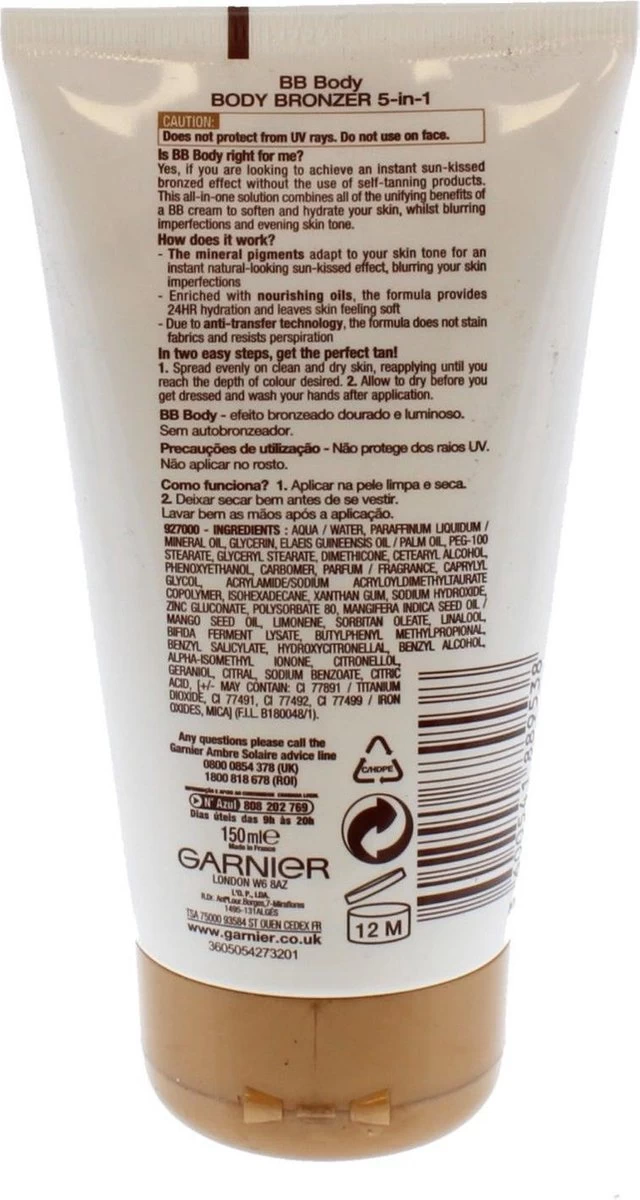 BB Body
BODY BRONZER 5-in-1
CAUTION:
Does not protect from UV rays. Do not use on face.
Is BB Body right for me?
Yes, if you are looking to achieve an instant sun-kissed
bronzed effect without the use of self-tanning products.
This all-in-one solution combines all of the unifying benefits of
a BB cream to soften and hydrate your skin, whilst blurring
imperfections and evening skin tone.
How does it work?
- The mineral pigments adapt to your skin tone for an
instant natural-looking sun-kissed effect, blurring your skin
imperfections
- Enriched with nourishing oils, the formula provides
24HR hydration and leaves skin feeling soft
- Due to anti-transfer technology, the formula does not stain
fabrics and resists perspiration
In two easy steps, get the perfect tan!
1. Spread evenly on clean and dry skin, reapplying until you
reach the depth of colour desired. 2. Allow to dry before you
get dressed and wash your hands after application.
BB Body - efeito bronzeado dourado e luminoso.
Sem autobronzeador.
Precauções de utilização - Não protege dos raios UV.
Não aplicar no rosto.
Como funciona? 1. Aplicar na pele limpa e seca.
2. Deixar secar bem antes de se vestir.
Lavar bem as mãos após a aplicação.
927000 - INGREDIENTS : AQUA / WATER, PARAFFINUM LIQUIDUM /
MINERAL OIL, GLYCERIN, ELAEIS GUINEENSIS OIL / PALM OIL, PEG-100
STEARATE, GLYCERYL STEARATE, DIMETHICONE, CETEARYL ALCOHOL,
PHENOXYETHANOL, CARBOMER, PARFUM / FRAGRANCE, CAPRYLYL
GLYCOL, ACRYLAMIDE/SODIUM ACRYLOYLDIMETHYLTAURATE
COPOLYMER, ISOHEXADECANE, XANTHAN GUM, SODIUM HYDROXIDE,
ZINC GLUCONATE, POLYSORBATE 80, MANGIFERA INDICA SEED OIL /
MANGO SEED OIL, LIMONENE, SORBITAN OLEATE, LINALOOL,
BIFIDA FERMENT LYSATE, BUTYLPHENYL METHYLPROPIONAL,
BENZYL SALICYLATE, HYDROXYCITRONELLAL, BENZYL ALCOHOL,
ALPHA-ISOMETHYL IONONE, CITRONELLOL,
GERANIOL, CITRAL, SODIUM BENZOATE, CITRIC
ACID, [+/- MAY CONTAIN: CI 77891 / TITANIUM
DIOXIDE, CI 77491, CI 77492, CI 77499 / IRON
OXIDES, MICA] (F.I.L. B180048/1).
Any questions please call the
Garnier Ambre Solaire advice line
0800 0854 378 (UK)
1800 818 678 (ROI)
Nº Azul 808 202 769
Dias úteis das 9h às 20h
150 ml e
Made in France
GARNIER
LONDON W6 8AZ
L'O. P., LDA.
1495-131 ALGÉS
TSA 75000 93584 ST OUEN CEDEX FR
www.garnier.co.uk
3605054273201
C/HDPE
12 M